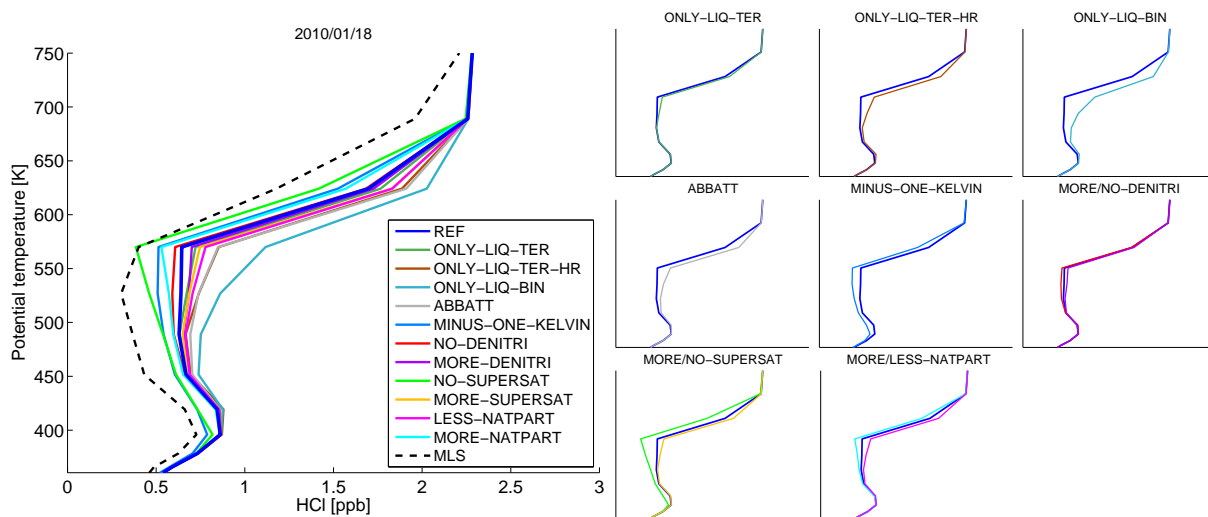 2010/01/18
750
700
650
600
550
500
450
400
Potential temperature [K]
0
0.5
1
1.5
2
2.5
3
HCl [ppb]
REF
ONLY−LIQ−TER
ONLY−LIQ−TER−HR
ONLY−LIQ−BIN
ABBATT
MINUS−ONE−KELVIN
NO−DENITRI
MORE−DENITRI
NO−SUPERSAT
MORE−SUPERSAT
LESS−NATPART
MORE−NATPART
MLS
ONLY−LIQ−TER
ONLY−LIQ−TER−HR
ONLY−LIQ−BIN
ABBATT
MINUS−ONE−KELVIN
MORE/NO−DENITRI
MORE/NO−SUPERSAT
MORE/LESS−NATPART